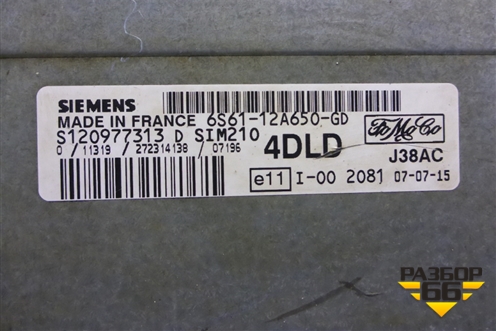 SIEMENS
MADE IN FRANCE 6S61-12A650-GD
S120977313 D SIM210
0 / 11319 / 272314138 / 07196
4DLD
FoMoCo
J38AC
e11 I-00 2081 07-07-15
РАЗБОР
66